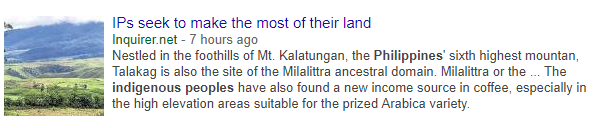 IPs seek to make the most of their land
Inquirer.net - 7 hours ago
Nestled in the foothills of Mt. Kalatungan, the Philippines' sixth highest mountan,
Talakag is also the site of the Milalittra ancestral domain. Milalittra or the ... The
indigenous peoples have also found a new income source in coffee, especially in
the high elevation areas suitable for the prized Arabica variety.